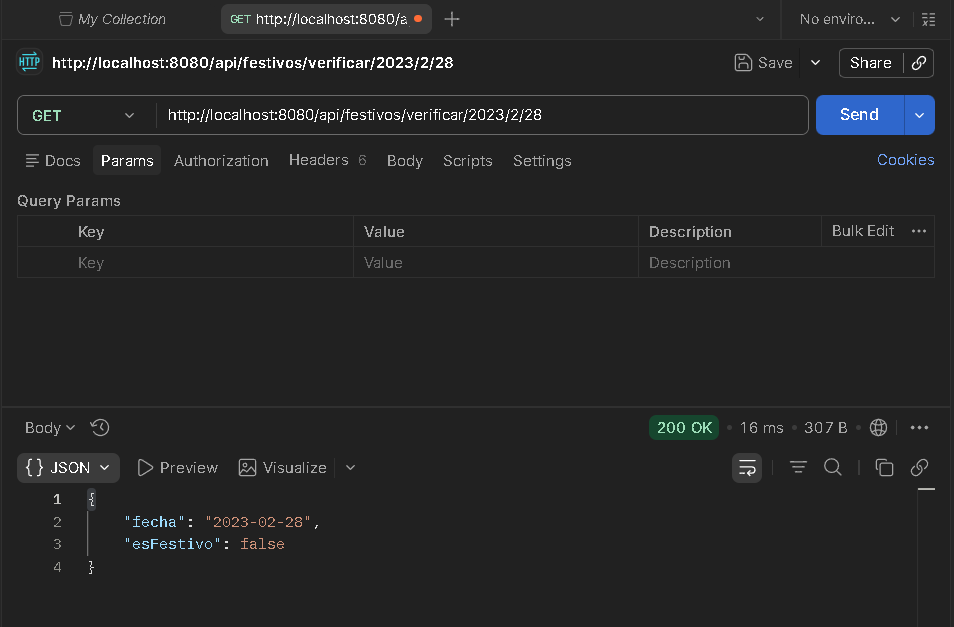 My Collection GET http://localhost:8080/a No enviro...
HTTP http://localhost:8080/api/festivos/verificar/2023/2/28 Save Share
GET http://localhost:8080/api/festivos/verificar/2023/2/28 Send
Docs Params Authorization Headers 6 Body Scripts Settings Cookies
Query Params
Key Value Description Bulk Edit
Key Value Description
Body 200 OK 16 ms 307 B
{} JSON Preview Visualize
1 {
2 "fecha": "2023-02-28",
3 "esFestivo": false
4 }